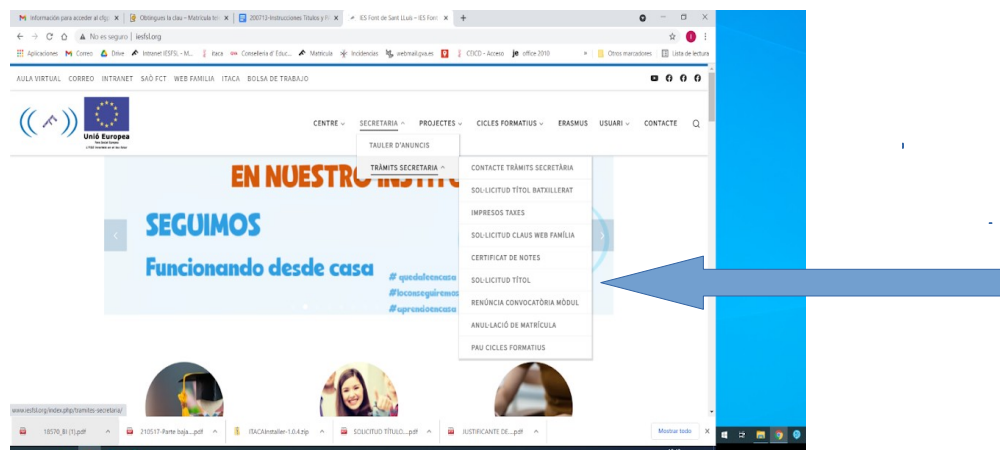 Información para acceder al cfg
Obtingues la clau – Matrícula
200713-Instrucciones Títulos y
IES Font de Sant Lluís – IES Font
No es seguro | iesfsl.org
Aplicaciones Correo Drive Intranet IESFSL – M... itaca Conselleria d'Educ... Matricula Incidencias webmail.gva.es CEICD - Acceso office 2010 » Otros marcadores Lista de lectura
AULA VIRTUAL CORREO INTRANET SAÓ FCT WEB FAMILIA ITACA BOLSA DE TRABAJO
Unió Europea
CENTRE SECRETARIA PROJECTES CICLES FORMATIUS ERASMUS USUARI CONTACTE
TAULER D'ANUNCIS
TRÀMITS SECRETARIA
CONTACTE TRÀMITS SECRETÀRIA
SOL·LICITUD TÍTOL BATXILLERAT
IMPRESOS TAXES
SOL·LICITUD CLAUS WEB FAMÍLIA
CERTIFICAT DE NOTES
SOL·LICITUD TÍTOL
RENÚNCIA CONVOCATÒRIA MÒDUL
ANUL·LACIÓ DE MATRÍCULA
PAU CICLES FORMATIUS
EN NUESTRO INSTITU
SEGUIMOS
Funcionando desde casa
# quedateencasa
#loconseguiremos
#aprendoencasa
www.iesfsl.org/index.php/tramites-secretaria/
18570_BI (1).pdf 210517-Parte baja....pdf ITACAInstaller-1.0.4.zip SOLICITUD TÍTULO....pdf JUSTIFICANTE DE....pdf Mostrar todo